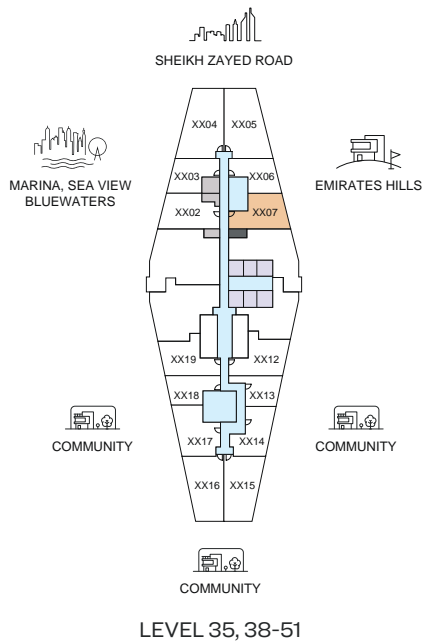 SHEIKH ZAYED ROAD
XX04 XX05
MARINA, SEA VIEW
BLUEWATERS
EMIRATES HILLS
XX03 XX06
XX02 XX07
XX19 XX12
XX18 XX13
COMMUNITY
COMMUNITY
XX17 XX14
XX16 XX15
COMMUNITY
LEVEL 35, 38-51